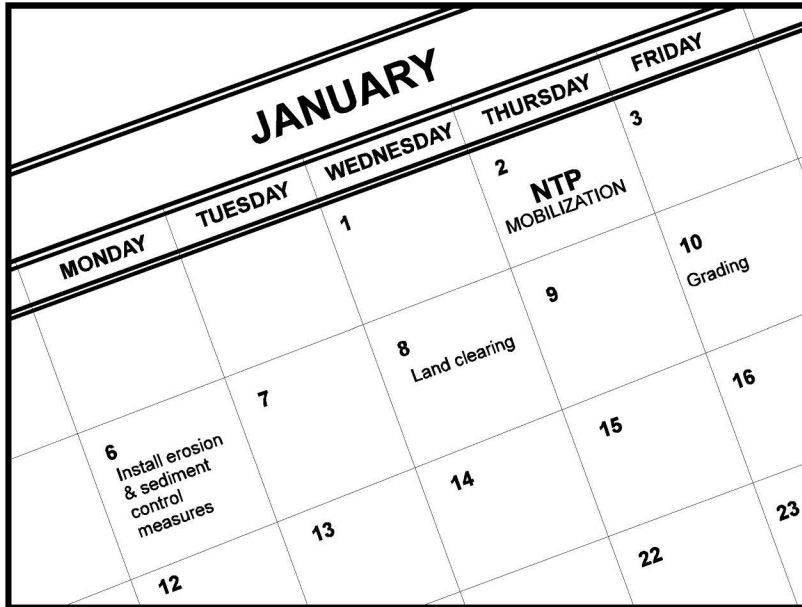 JANUARY
MONDAY TUESDAY WEDNESDAY THURSDAY FRIDAY
1 2 3
NTP
MOBILIZATION
6 7 8 9 10
Install erosion
& sediment
control
measures
Land clearing
Grading
12 13 14 15 16
22 23